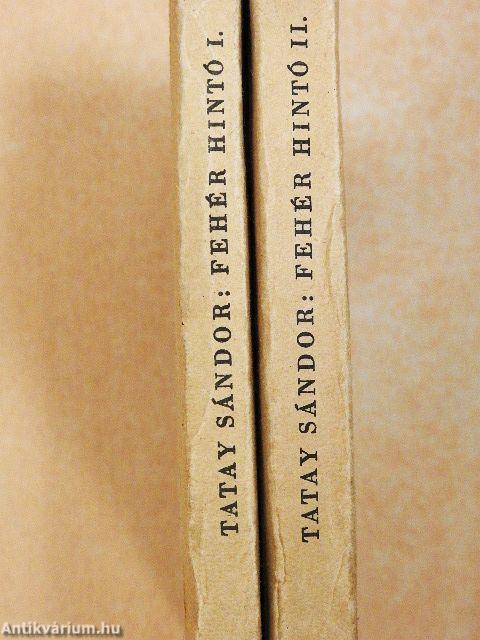 TATAY SÁNDOR: FEHÉR HINTÓ I.
TATAY SÁNDOR: FEHÉR HINTÓ II.
Antikvárium.hu